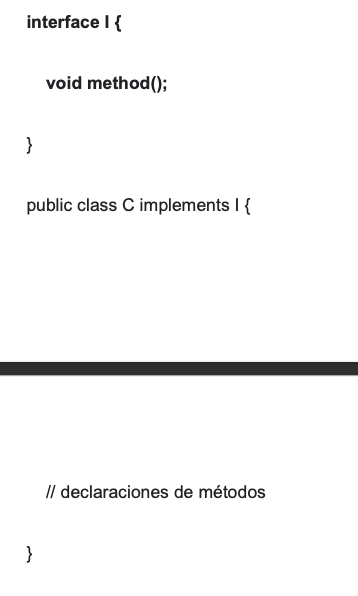 interface I {
void method();
}
public class C implements I {
// declaraciones de métodos
}